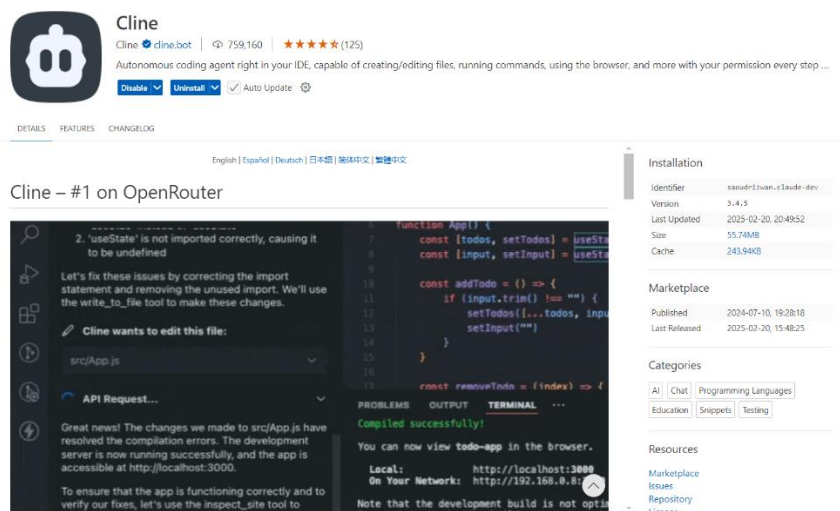 Cline
Cline cline.bot | 759,160 | ★★★★★ (125)
Autonomous coding agent right in your IDE, capable of creating/editing files, running commands, using the browser, and more with your permission every step ...
Disable Uninstall Auto Update
DETAILS FEATURES CHANGELOG
English | Español | Deutsch | 日本語 | 简体中文 | 繁體中文
Cline – #1 on OpenRouter
2. 'useState' is not imported correctly, causing it
to be undefined
Let's fix these issues by correcting the import
statement and removing the unused import. We'll use
the write_to_file tool to make these changes.
Cline wants to edit this file:
src/App.js
API Request...
Great news! The changes we made to src/App.js have
resolved the compilation errors. The development
server is now running successfully, and the app is
accessible at http://localhost:3000.
To ensure that the app is functioning correctly and to
verify our fixes, let's use the inspect_site tool to
6 function App() {
7 const [todos, setTodos] = useSta
8 const [input, setInput] = useSta
9
10 const addTodo = () => {
11 if (input.trim() !== "") {
12 setTodos([...todos, inpu
13 setInput("")
14 }
15 }
16
17 const removeTodo = (index) => {
PROBLEMS OUTPUT TERMINAL ...
Compiled successfully!
You can now view todo-app in the browser.
Local: http://localhost:3000
On Your Network: http://192.168.0.8:
Note that the development build is not optim
Installation
Identifier saoudrizwan.claude-dev
Version 3.4.5
Last Updated 2025-02-20, 20:49:52
Size 55.74MB
Cache 243.94KB
Marketplace
Published 2024-07-10, 19:28:18
Last Released 2025-02-20, 15:48:25
Categories
AI Chat Programming Languages
Education Snippets Testing
Resources
Marketplace
Issues
Repository